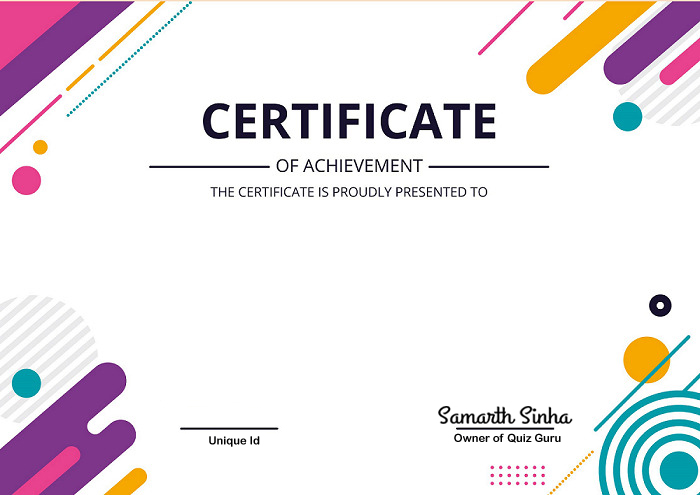 CERTIFICATE
OF ACHIEVEMENT
THE CERTIFICATE IS PROUDLY PRESENTED TO
Samarth Sinha
Unique Id
Owner of Quiz Guru